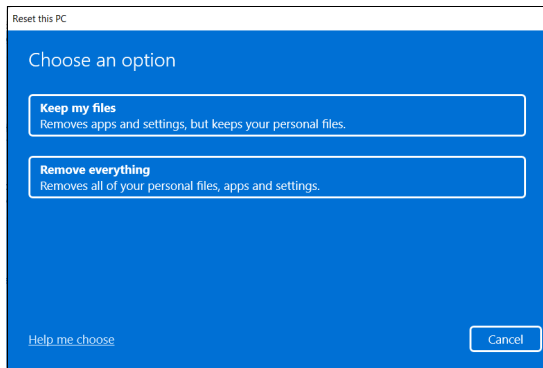 Reset this PC
Choose an option
Keep my files
Removes apps and settings, but keeps your personal files.
Remove everything
Removes all of your personal files, apps and settings.
Help me choose
Cancel